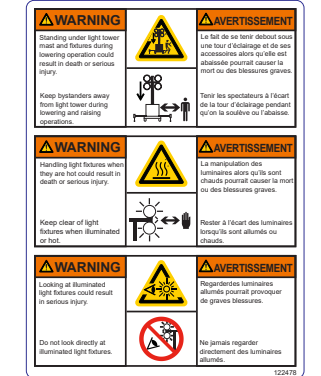 WARNING
Standing under light tower
mast and fixtures during
lowering operation could
result in death or serious
injury.
Keep bystanders away
from light tower during
lowering and raising
operations.
AVERTISSEMENT
Le fait de se tenir debout sous
une tour d'éclairage et de ses
accessoires alors qu'elle est
abaissée pourrait causer la
mort ou des blessures graves.
Tenir les spectateurs à l'écart
de la tour d'éclairage pendant
qu'on la soulève ou l'abaisse.
WARNING
Handling light fixtures when
they are hot could result in
death or serious injury.
Keep clear of light
fixtures when illuminated
or hot.
AVERTISSEMENT
La manipulation des
luminaires alors qu'ils sont
chauds pourrait causer la mort
ou des blessures graves.
Rester à l'écart des luminaires
lorsqu'ils sont allumés ou
chauds.
WARNING
Looking at illuminated
light fixtures could result
in serious injury.
Do not look directly at
illuminated light fixtures.
AVERTISSEMENT
Regarderdes luminaires
allumés pourrait provoquer
de graves blessures.
Ne jamais regarder
directement des luminaires
allumés.
122478